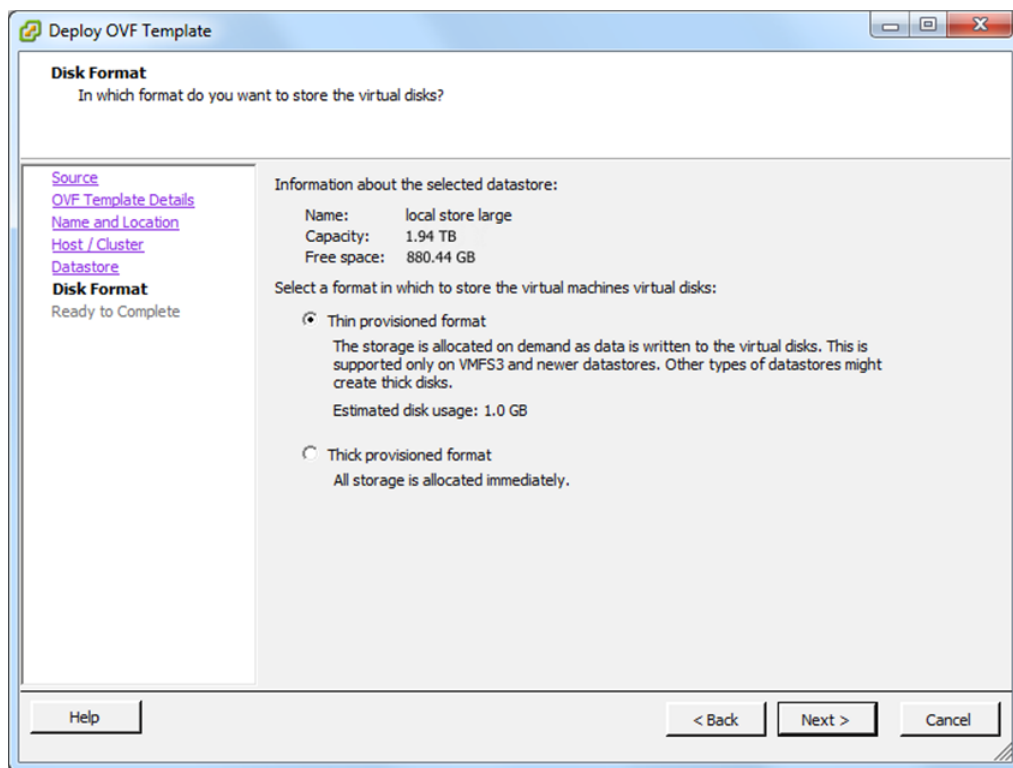 Deploy OVF Template
Disk Format
In which format do you want to store the virtual disks?
Source
OVF Template Details
Name and Location
Host / Cluster
Datastore
Disk Format
Ready to Complete
Information about the selected datastore:
Name: local store large
Capacity: 1.94 TB
Free space: 880.44 GB
Select a format in which to store the virtual machines virtual disks:
Thin provisioned format
The storage is allocated on demand as data is written to the virtual disks. This is
supported only on VMFS3 and newer datastores. Other types of datastores might
create thick disks.
Estimated disk usage: 1.0 GB
Thick provisioned format
All storage is allocated immediately.
Help
< Back
Next >
Cancel